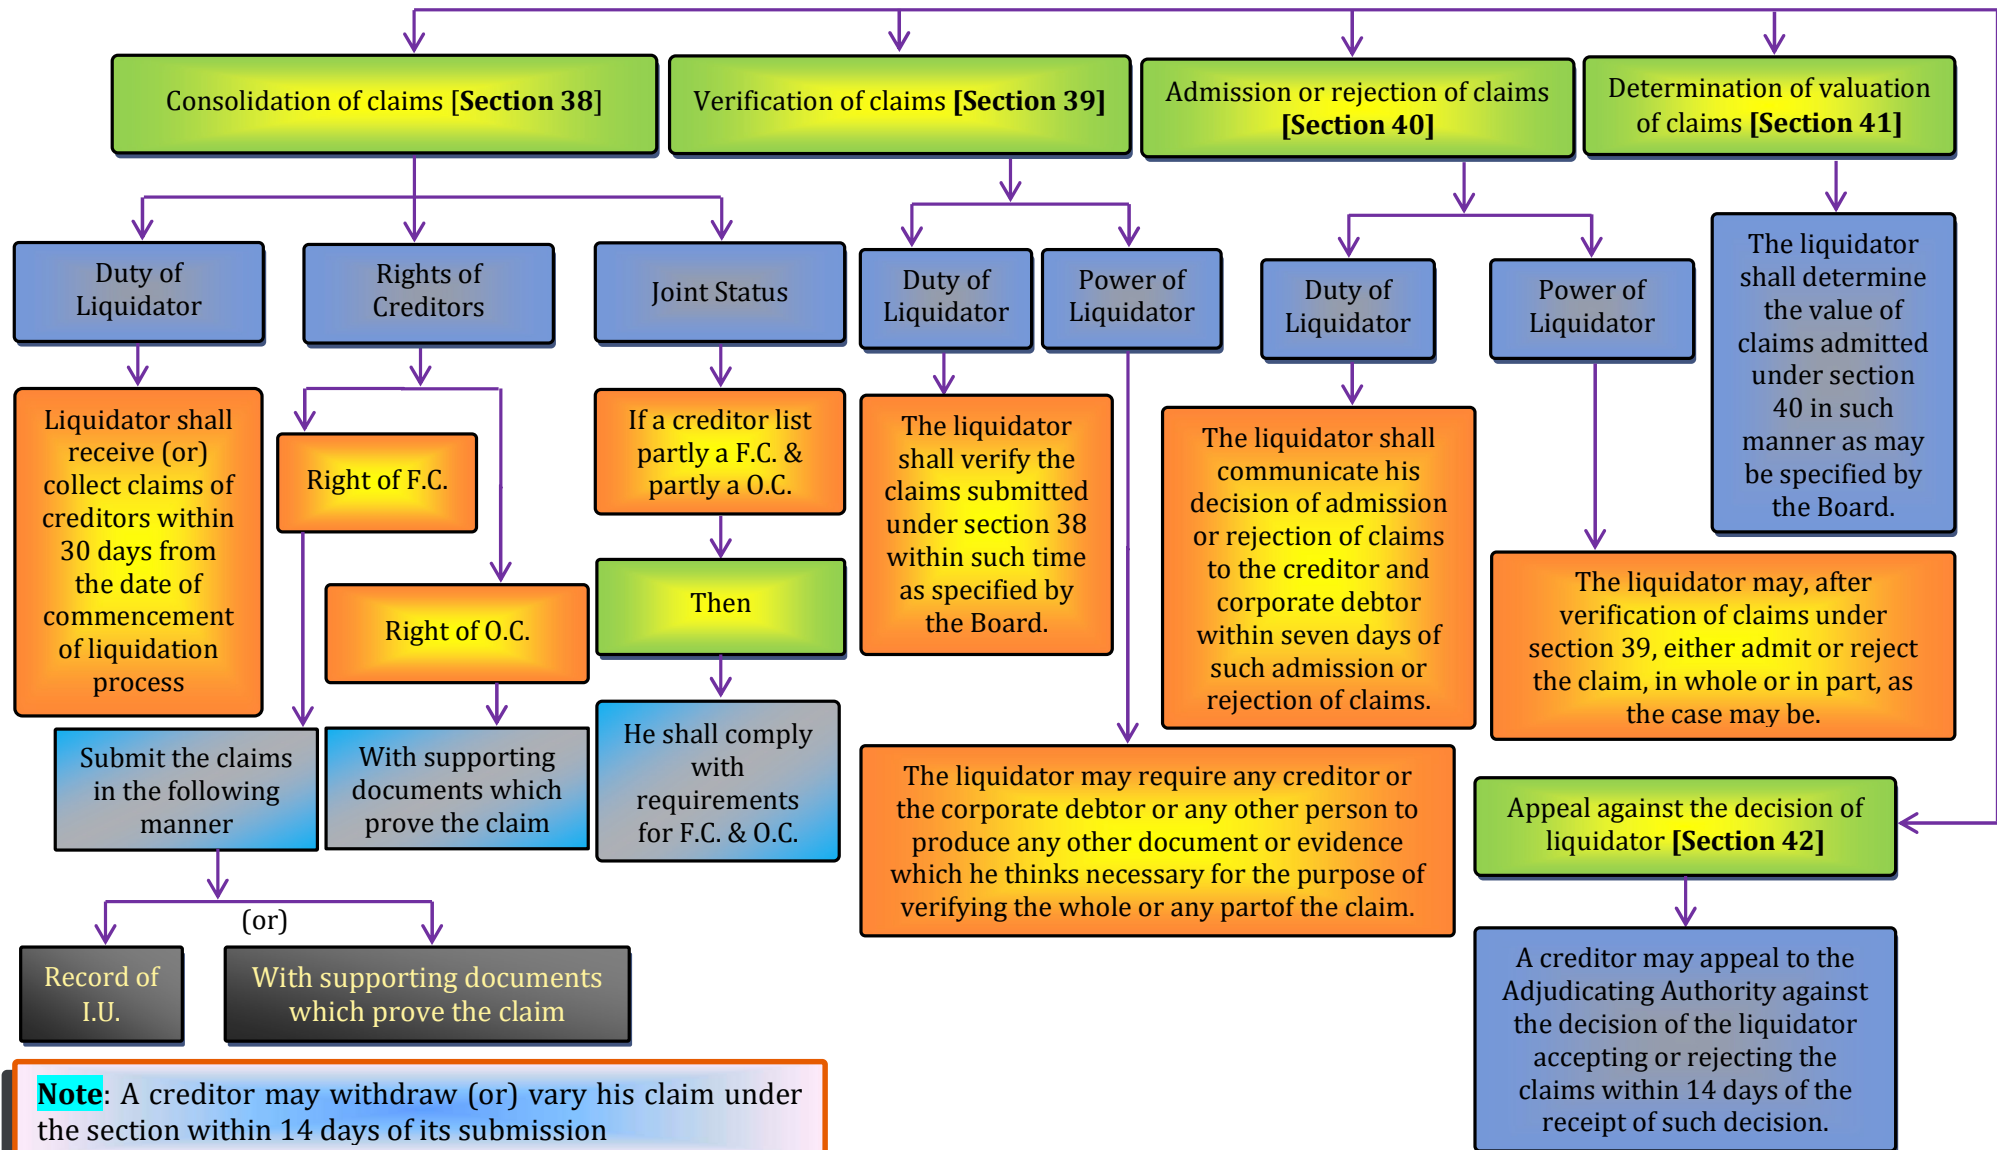 Consolidation of claims [Section 38]
Verification of claims [Section 39]
Admission or rejection of claims
[Section 40]
Determination of valuation
of claims [Section 41]
Duty of
Liquidator
Rights of
Creditors
Joint Status
Duty of
Liquidator
Power of
Liquidator
Duty of
Liquidator
Power of
Liquidator
The liquidator
shall determine
the value of
claims admitted
under section
40 in such
manner as may
be specified by
the Board.
Liquidator shall
receive (or)
collect claims of
creditors within
30 days from
the date of
commencement
of liquidation
process
Right of F.C.
Right of O.C.
If a creditor list
partly a F.C. &
partly a O.C.
Then
He shall comply
with
requirements
for F.C. & O.C.
The liquidator
shall verify the
claims submitted
under section 38
within such time
as specified by
the Board.
The liquidator shall
communicate his
decision of admission
or rejection of claims
to the creditor and
corporate debtor
within seven days of
such admission or
rejection of claims.
The liquidator may, after
verification of claims under
section 39, either admit or reject
the claim, in whole or in part, as
the case may be.
Submit the claims
in the following
manner
With supporting
documents which
prove the claim
The liquidator may require any creditor or
the corporate debtor or any other person to
produce any other document or evidence
which he thinks necessary for the purpose of
verifying the whole or any partof the claim.
Appeal against the decision of
liquidator [Section 42]
(or)
Record of
I.U.
With supporting documents
which prove the claim
A creditor may appeal to the
Adjudicating Authority against
the decision of the liquidator
accepting or rejecting the
claims within 14 days of the
receipt of such decision.
Note: A creditor may withdraw (or) vary his claim under
the section within 14 days of its submission